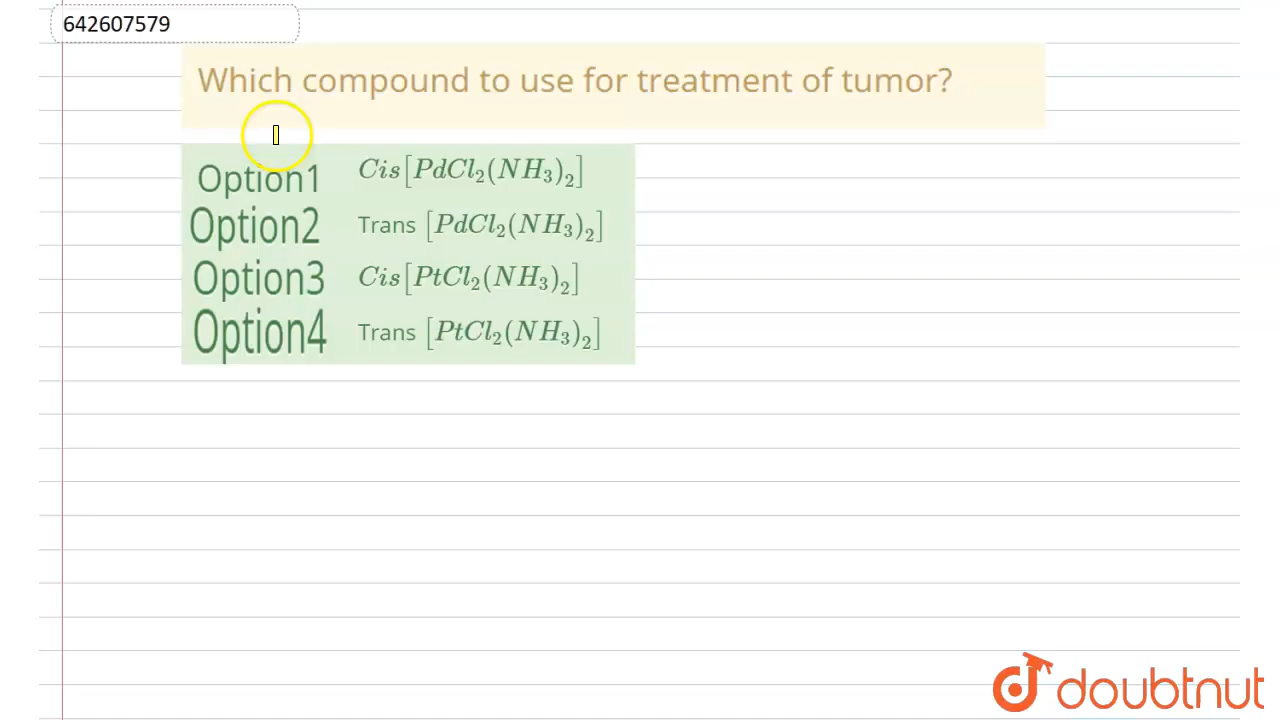 642607579
Which compound to use for treatment of tumor?
Option1 Cis[PdCl₂(NH₃)₂]
Option2 Trans [PdCl₂(NH₃)₂]
Option3 Cis[PtCl₂(NH₃)₂]
Option4 Trans [PtCl₂(NH₃)₂]
doubtnut